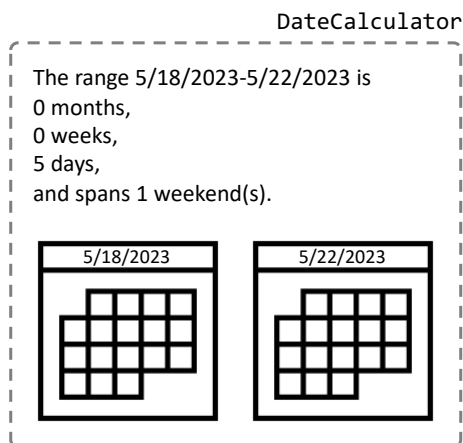 DateCalculator
The range 5/18/2023-5/22/2023 is
0 months,
0 weeks,
5 days,
and spans 1 weekend(s).
5/18/2023
5/22/2023